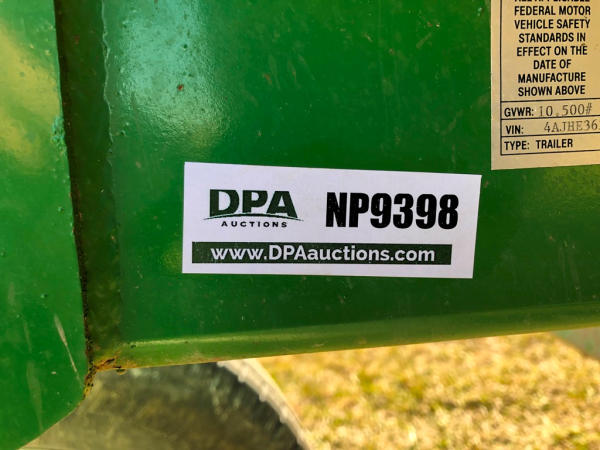 FEDERAL MOTOR
VEHICLE SAFETY
STANDARDS IN
EFFECT ON THE
DATE OF
MANUFACTURE
SHOWN ABOVE
GVWR: 10,500#
VIN: 4AJHE36
TYPE: TRAILER
DPA NP9398
AUCTIONS
www.DPAauctions.com